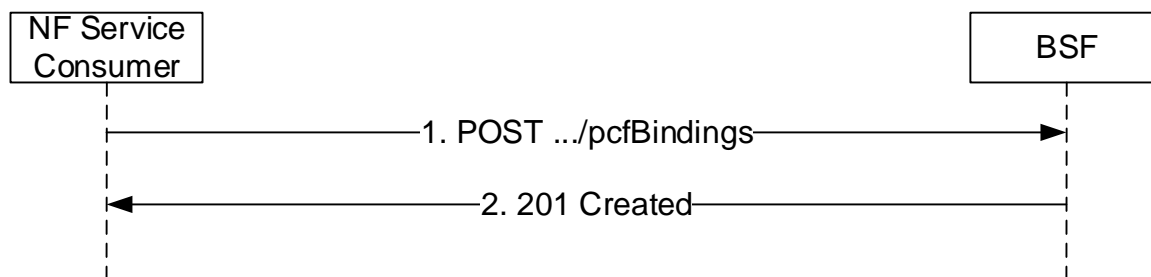 NF Service
Consumer
BSF
1. POST .../pcfBindings
2. 201 Created